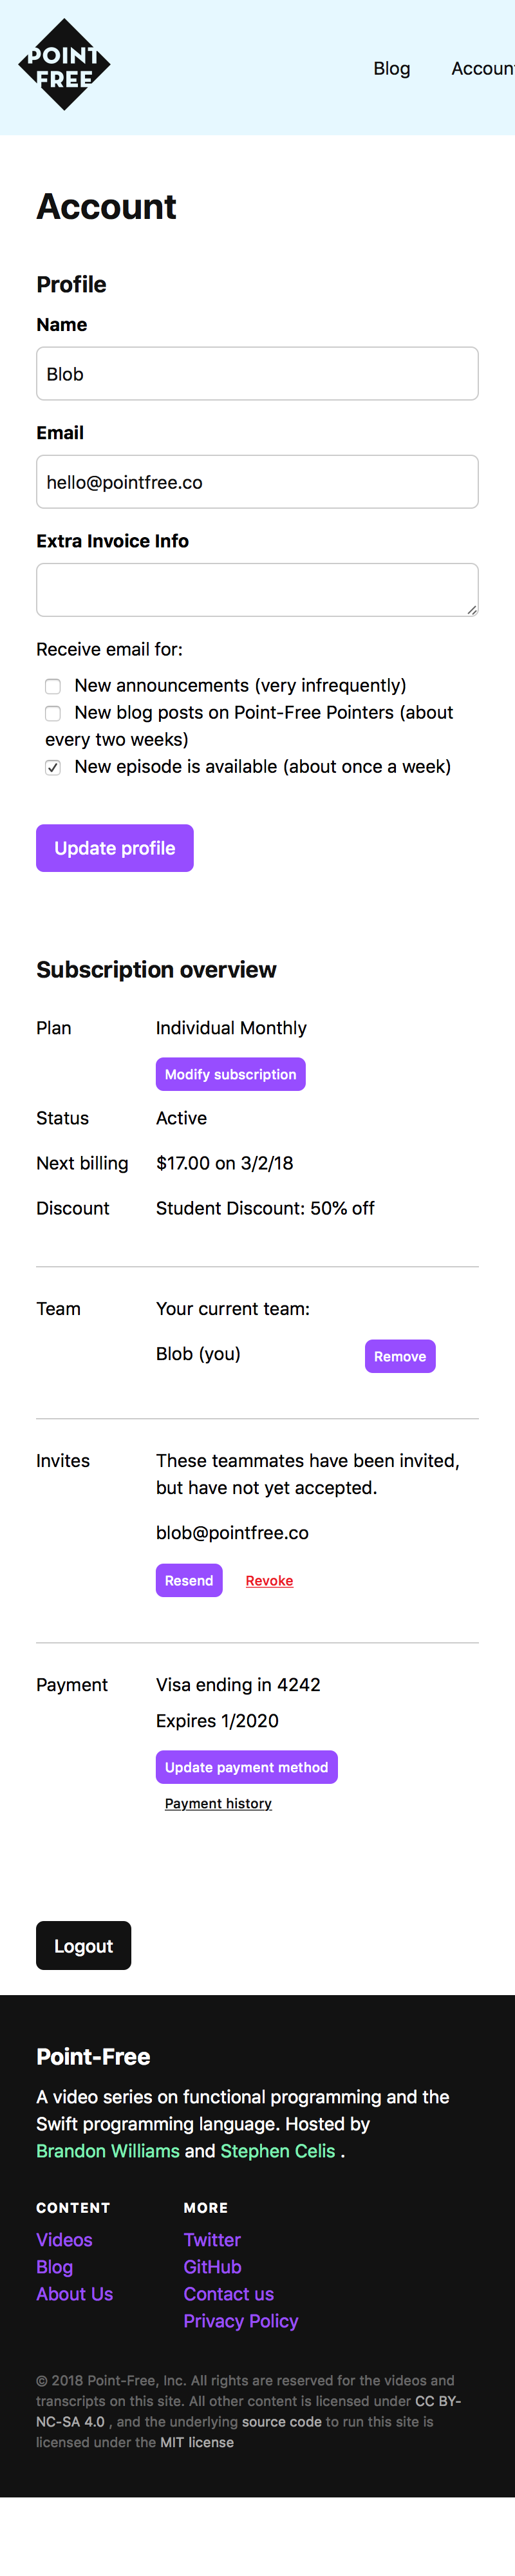 POINT
FREE
Blog Accoun
Account
Profile
Name
Blob
Email
hello@pointfree.co
Extra Invoice Info
Receive email for:
New announcements (very infrequently)
New blog posts on Point-Free Pointers (about
every two weeks)
New episode is available (about once a week)
Update profile
Subscription overview
Plan Individual Monthly
Modify subscription
Status Active
Next billing $17.00 on 3/2/18
Discount Student Discount: 50% off
Team Your current team:
Blob (you) Remove
Invites These teammates have been invited,
but have not yet accepted.
blob@pointfree.co
Resend Revoke
Payment Visa ending in 4242
Expires 1/2020
Update payment method
Payment history
Logout
Point-Free
A video series on functional programming and the
Swift programming language. Hosted by
Brandon Williams and Stephen Celis .
CONTENT MORE
Videos Twitter
Blog GitHub
About Us Contact us
Privacy Policy
© 2018 Point-Free, Inc. All rights are reserved for the videos and
transcripts on this site. All other content is licensed under CC BY-
NC-SA 4.0 , and the underlying source code to run this site is
licensed under the MIT license